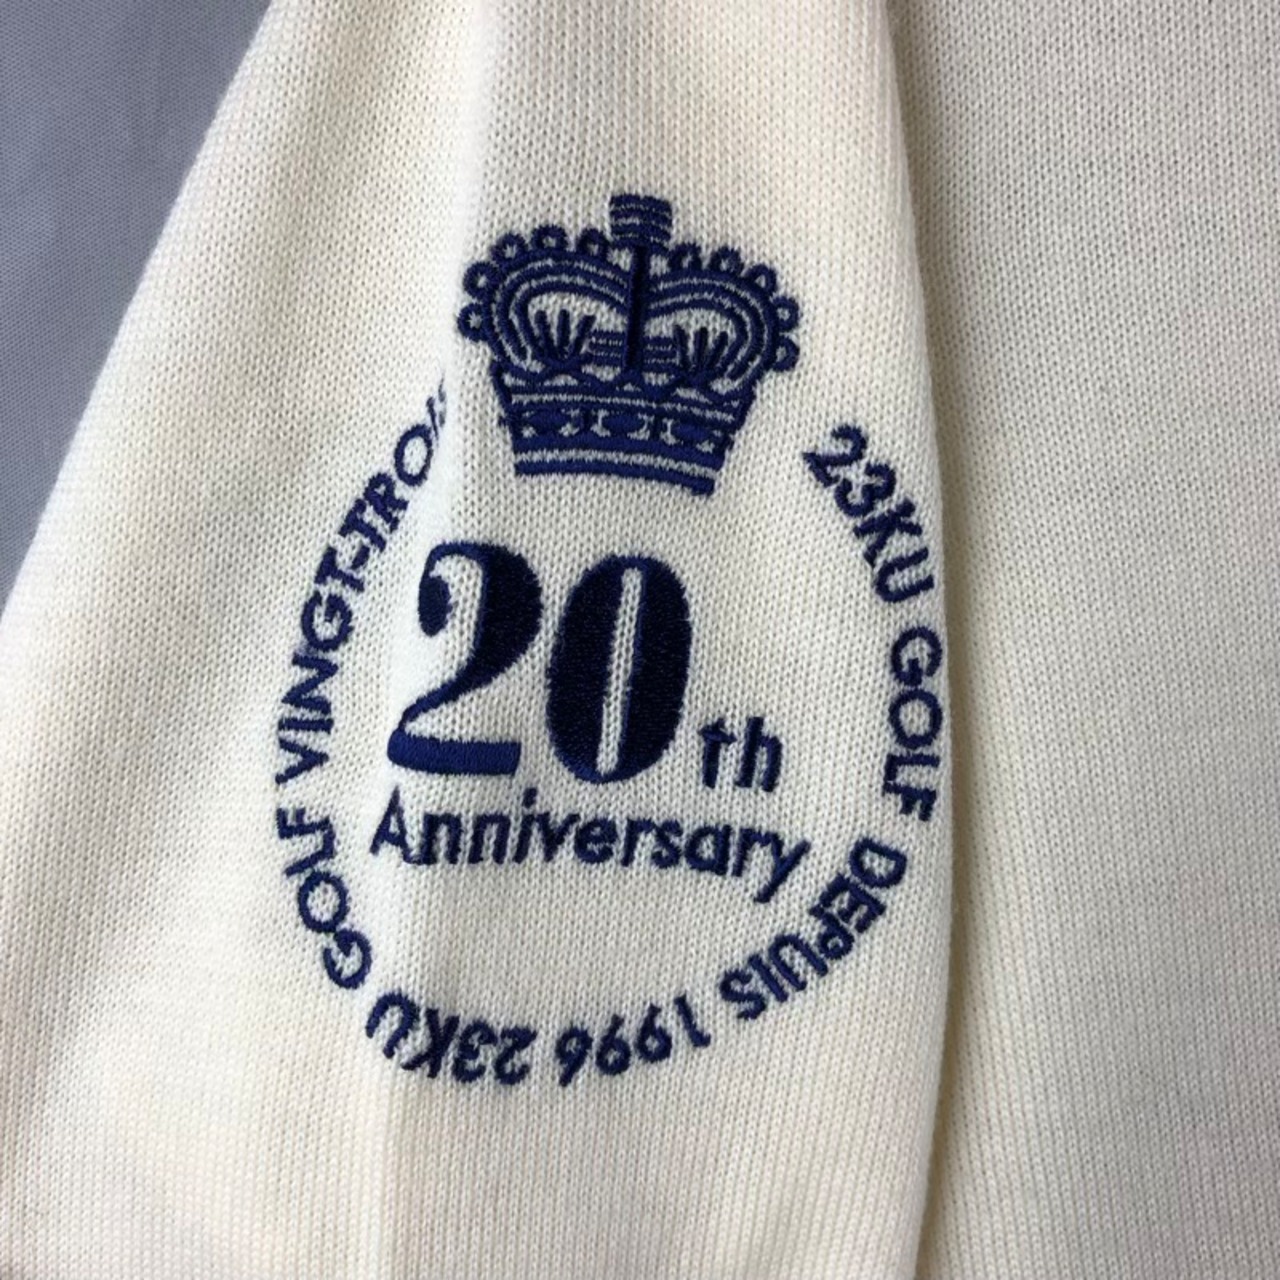 20th
Anniversary
23KU GOLF DEPUIS 1996 23KU GOLF VINGT-TROIS